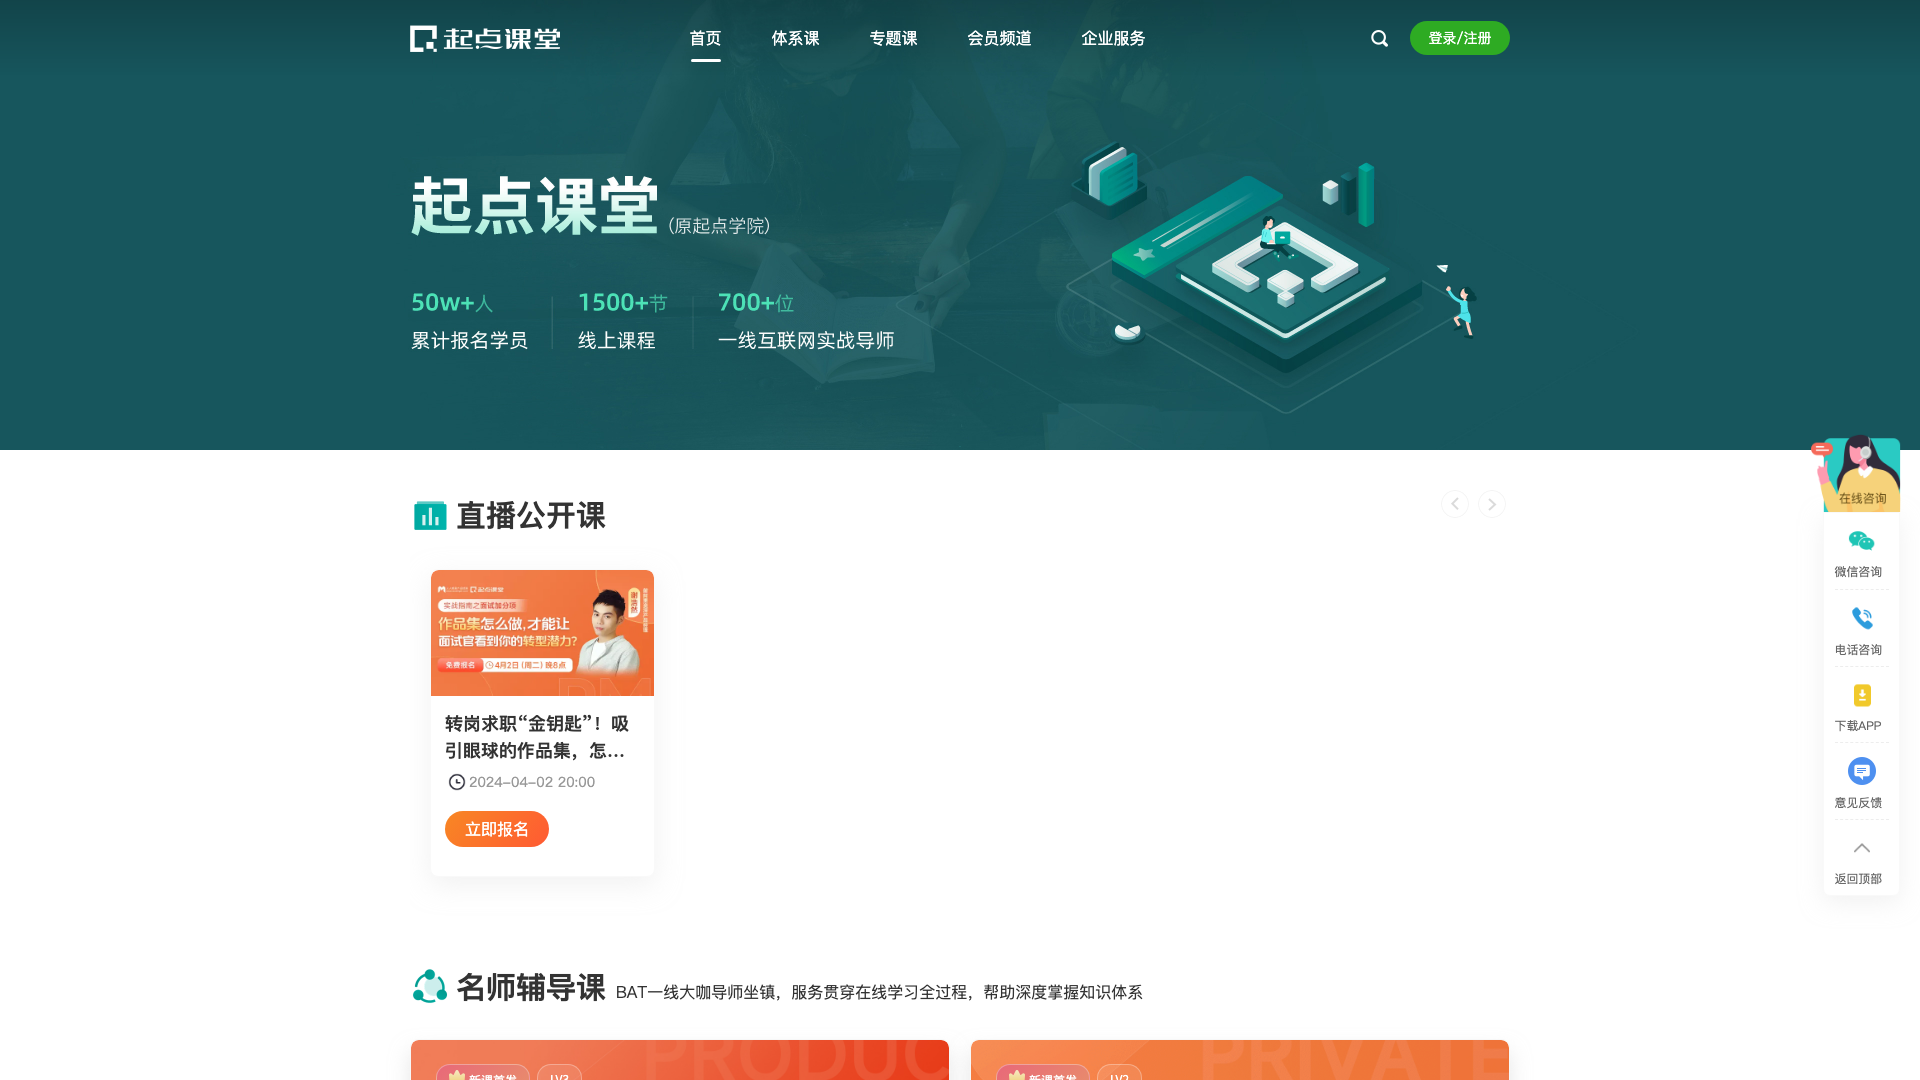 起点课堂
首页
体系课
专题课
会员频道
企业服务
登录/注册
起点课堂 (原起点学院)
50w+人
累计报名学员
1500+节
线上课程
700+位
一线互联网实战导师
在线咨询
微信咨询
电话咨询
下载APP
意见反馈
返回顶部
直播公开课
起点课堂
实战指南之面试加分项
作品集怎么做,才能让
面试官看到你的转型潜力?
免费报名
4月2日 (周二) 晚8点
转岗求职“金钥匙”！吸
引眼球的作品集，怎...
2024-04-02 20:00
立即报名
名师辅导课 BAT一线大咖导师坐镇，服务贯穿在线学习全过程，帮助深度掌握知识体系
PRODUC
新课首发
LV3
PRIVATE
新课首发
LV2